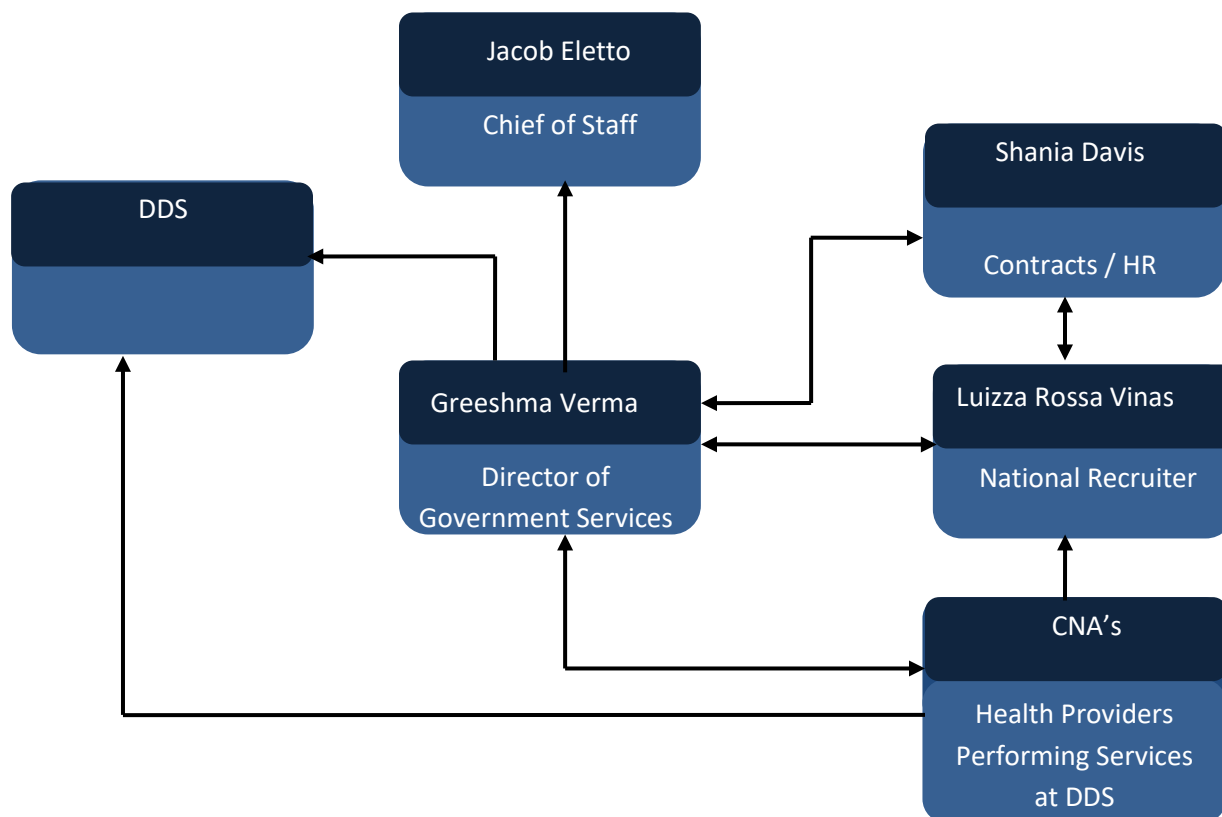 Jacob Eletto
Chief of Staff
Shania Davis
Contracts / HR
DDS
Greeshma Verma
Director of
Government Services
Luizza Rossa Vinas
National Recruiter
CNA’s
Health Providers
Performing Services
at DDS